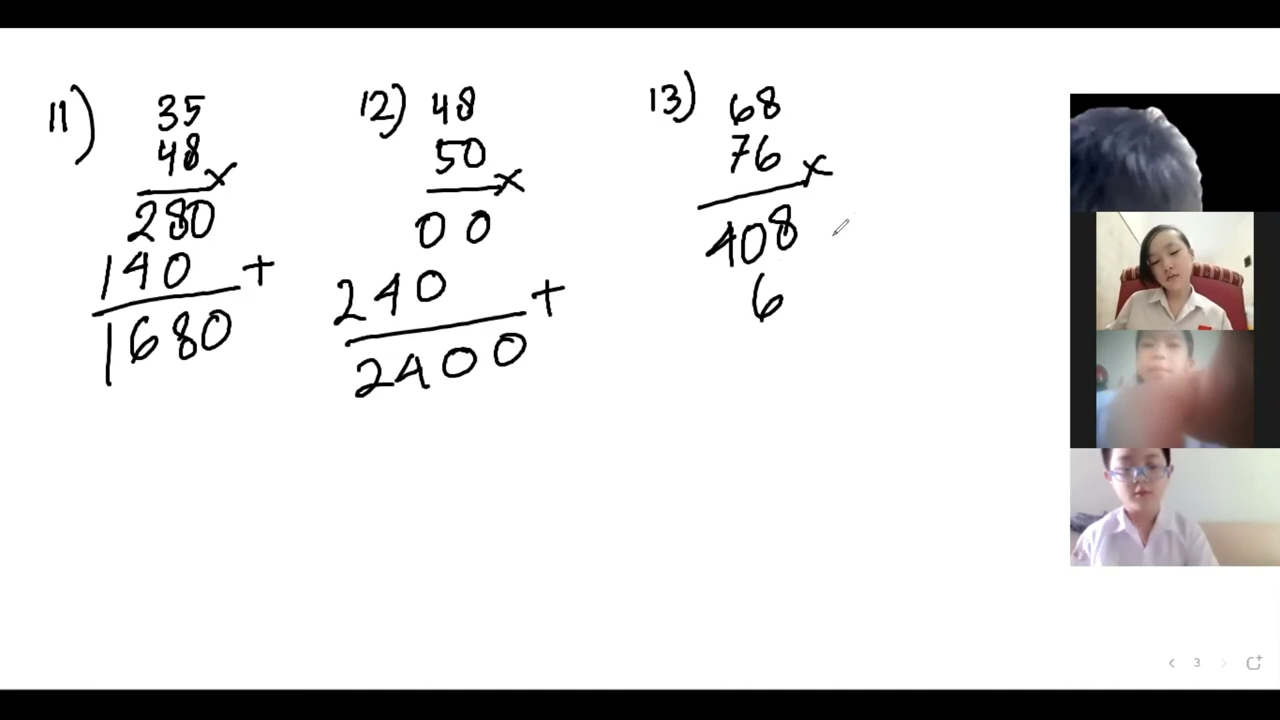 11) 35
48 x
280
140 +
1680
12) 48
50 x
00
240 +
2400
13) 68
76 x
408
6
< 3 >